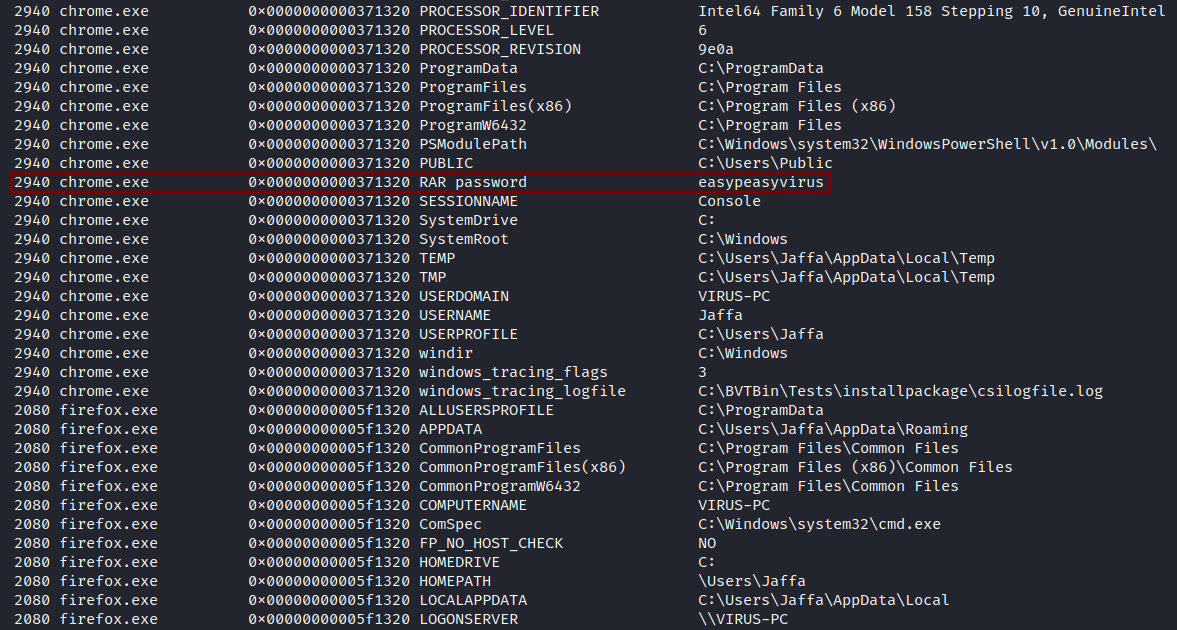 2940 chrome.exe 0×0000000000371320 PROCESSOR_IDENTIFIER Intel64 Family 6 Model 158 Stepping 10, GenuineIntel
2940 chrome.exe 0×0000000000371320 PROCESSOR_LEVEL 6
2940 chrome.exe 0×0000000000371320 PROCESSOR_REVISION 9e0a
2940 chrome.exe 0×0000000000371320 ProgramData C:\ProgramData
2940 chrome.exe 0×0000000000371320 ProgramFiles C:\Program Files
2940 chrome.exe 0×0000000000371320 ProgramFiles(x86) C:\Program Files (x86)
2940 chrome.exe 0×0000000000371320 ProgramW6432 C:\Program Files
2940 chrome.exe 0×0000000000371320 PSModulePath C:\Windows\system32\WindowsPowerShell\v1.0\Modules\
2940 chrome.exe 0×0000000000371320 PUBLIC C:\Users\Public
2940 chrome.exe 0×0000000000371320 RAR password easypeasyvirus
2940 chrome.exe 0×0000000000371320 SESSIONNAME Console
2940 chrome.exe 0×0000000000371320 SystemDrive C:
2940 chrome.exe 0×0000000000371320 SystemRoot C:\Windows
2940 chrome.exe 0×0000000000371320 TEMP C:\Users\Jaffa\AppData\Local\Temp
2940 chrome.exe 0×0000000000371320 TMP C:\Users\Jaffa\AppData\Local\Temp
2940 chrome.exe 0×0000000000371320 USERDOMAIN VIRUS-PC
2940 chrome.exe 0×0000000000371320 USERNAME Jaffa
2940 chrome.exe 0×0000000000371320 USERPROFILE C:\Users\Jaffa
2940 chrome.exe 0×0000000000371320 windir C:\Windows
2940 chrome.exe 0×0000000000371320 windows_tracing_flags 3
2940 chrome.exe 0×0000000000371320 windows_tracing_logfile C:\BVTBin\Tests\installpackage\csilogfile.log
2080 firefox.exe 0×00000000005f1320 ALLUSERSPROFILE C:\ProgramData
2080 firefox.exe 0×00000000005f1320 APPDATA C:\Users\Jaffa\AppData\Roaming
2080 firefox.exe 0×00000000005f1320 CommonProgramFiles C:\Program Files\Common Files
2080 firefox.exe 0×00000000005f1320 CommonProgramFiles(x86) C:\Program Files (x86)\Common Files
2080 firefox.exe 0×00000000005f1320 CommonProgramW6432 C:\Program Files\Common Files
2080 firefox.exe 0×00000000005f1320 COMPUTERNAME VIRUS-PC
2080 firefox.exe 0×00000000005f1320 ComSpec C:\Windows\system32\cmd.exe
2080 firefox.exe 0×00000000005f1320 FP_NO_HOST_CHECK NO
2080 firefox.exe 0×00000000005f1320 HOMEDRIVE C:
2080 firefox.exe 0×00000000005f1320 HOMEPATH \Users\Jaffa
2080 firefox.exe 0×00000000005f1320 LOCALAPPDATA C:\Users\Jaffa\AppData\Local
2080 firefox.exe 0×00000000005f1320 LOGONSERVER \\VIRUS-PC